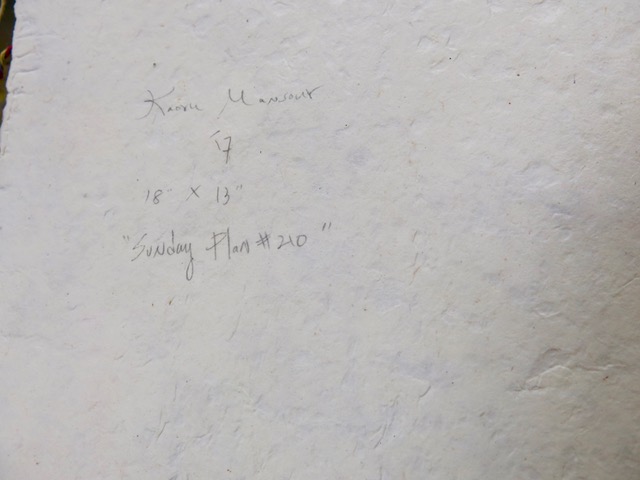 Kaoru Mansour
'17
18" X 13"
"Sunday Plan #210"